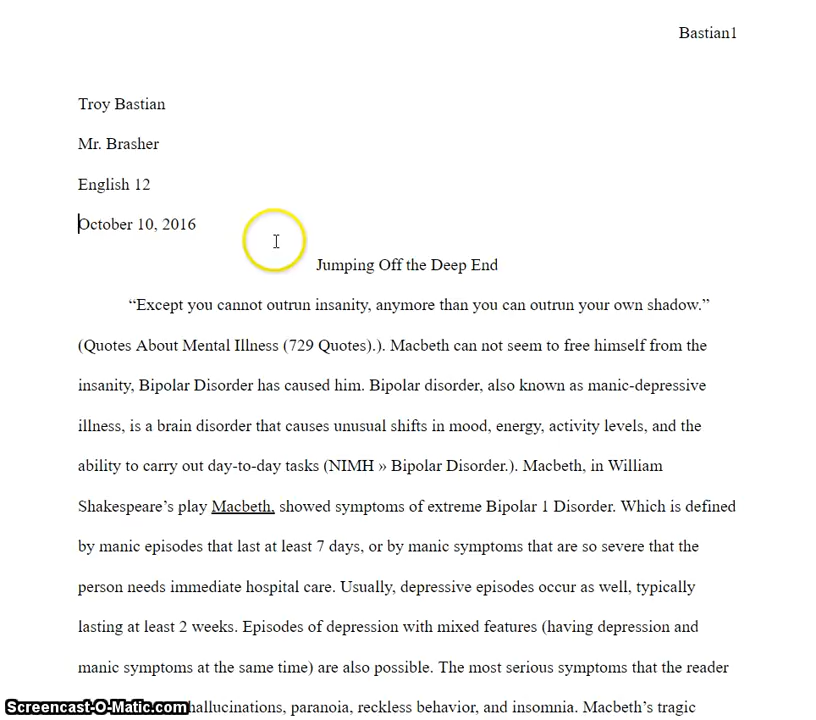 Bastian1
Troy Bastian
Mr. Brasher
English 12
October 10, 2016
Jumping Off the Deep End
“Except you cannot outrun insanity, anymore than you can outrun your own shadow.”
(Quotes About Mental Illness (729 Quotes).). Macbeth can not seem to free himself from the
insanity, Bipolar Disorder has caused him. Bipolar disorder, also known as manic-depressive
illness, is a brain disorder that causes unusual shifts in mood, energy, activity levels, and the
ability to carry out day-to-day tasks (NIMH » Bipolar Disorder.). Macbeth, in William
Shakespeare’s play Macbeth, showed symptoms of extreme Bipolar 1 Disorder. Which is defined
by manic episodes that last at least 7 days, or by manic symptoms that are so severe that the
person needs immediate hospital care. Usually, depressive episodes occur as well, typically
lasting at least 2 weeks. Episodes of depression with mixed features (having depression and
manic symptoms at the same time) are also possible. The most serious symptoms that the reader
Screencast-O-Matic.com hallucinations, paranoia, reckless behavior, and insomnia. Macbeth’s tragic